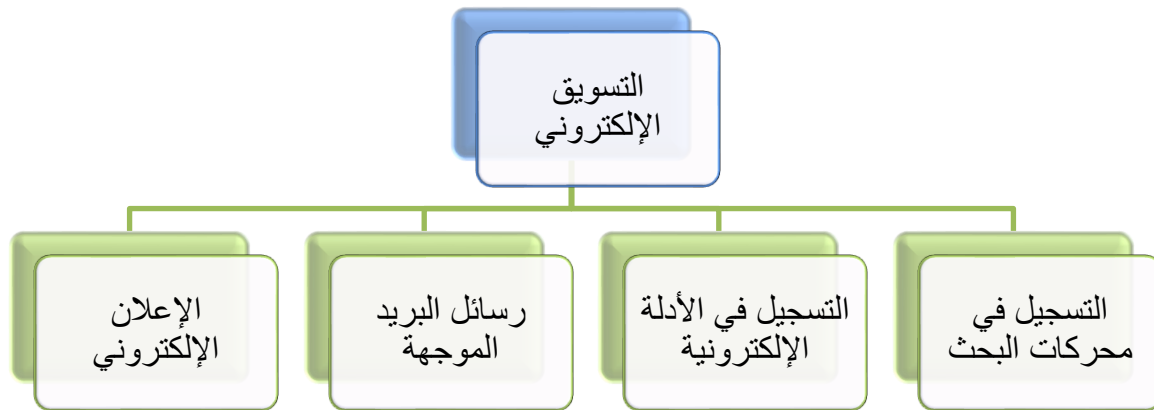 التسويق
الإلكتروني
التسجيل في
محركات البحث
التسجيل في الأدلة
الإلكترونية
رسائل البريد
الموجهة
الإعلان
الإلكتروني